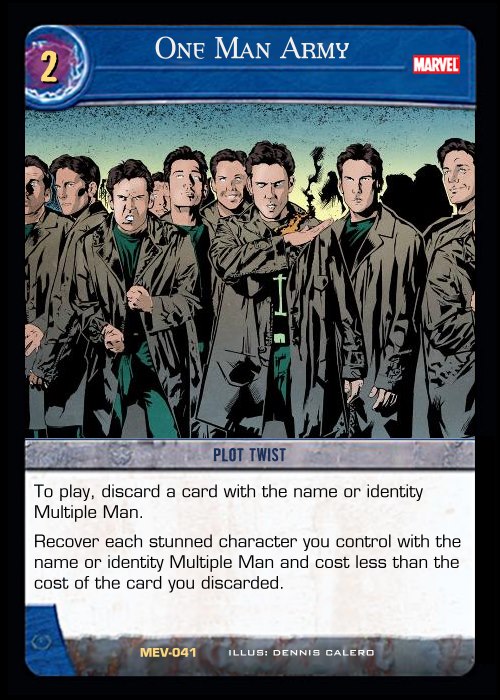 2
One Man Army
MARVEL
PLOT TWIST
To play, discard a card with the name or identity
Multiple Man.
Recover each stunned character you control with the
name or identity Multiple Man and cost less than the
cost of the card you discarded.
MEV-041 ILLUS: DENNIS CALERO